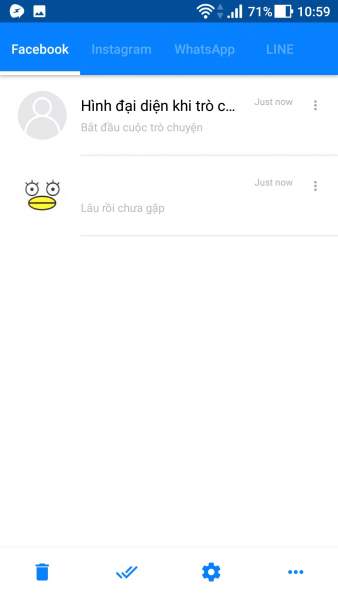 71% 10:59
Facebook Instagram WhatsApp LINE
Hình đại diện khi trò c... Just now
Bắt đầu cuộc trò chuyện
Just now
Lâu rồi chưa gặp